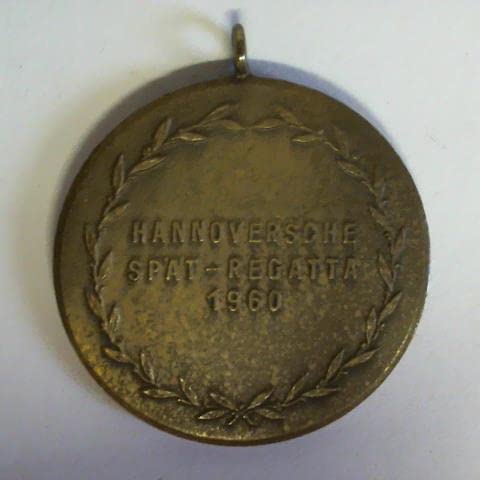 HANNOVERSCHE
SPÄT-REGATTA
1960